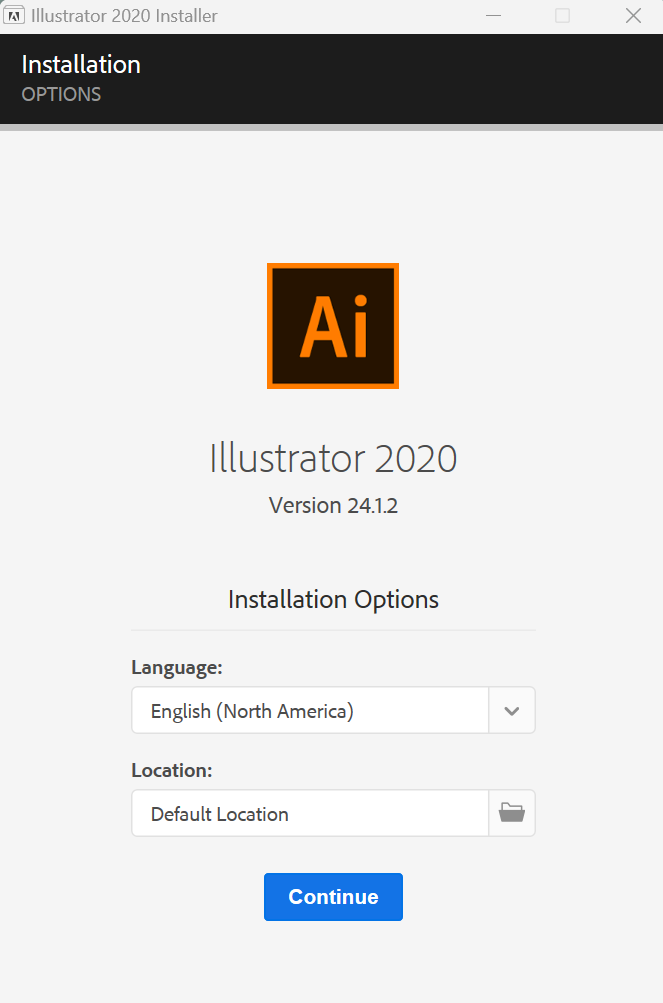 Illustrator 2020 Installer
Installation
OPTIONS
Ai
Illustrator 2020
Version 24.1.2
Installation Options
Language:
English (North America)
Location:
Default Location
Continue